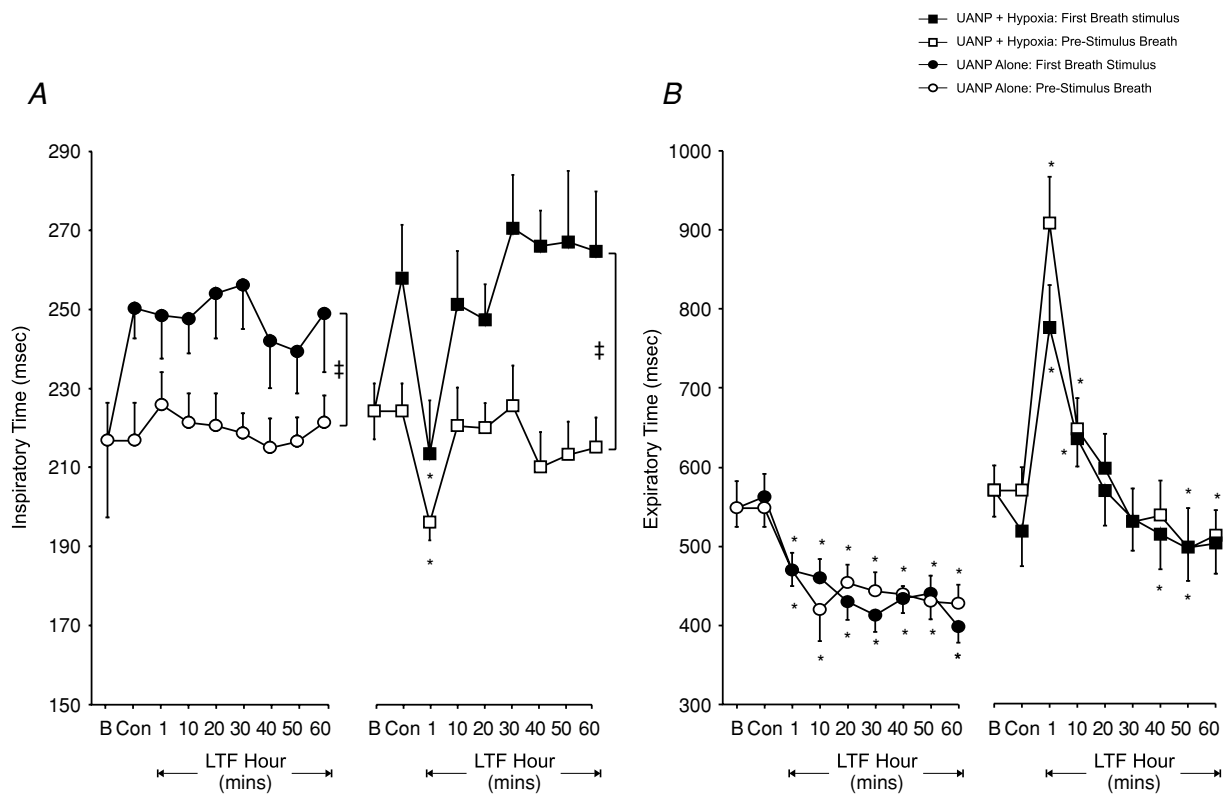 UANP + Hypoxia: First Breath stimulus
UANP + Hypoxia: Pre-Stimulus Breath
UANP Alone: First Breath Stimulus
UANP Alone: Pre-Stimulus Breath
A
B
Inspiratory Time (msec)
290
270
250
230
210
190
170
150
‡
‡
*
*
B Con 1 10 20 30 40 50 60
B Con 1 10 20 30 40 50 60
LTF Hour
(mins)
LTF Hour
(mins)
Expiratory Time (msec)
1000
900
800
700
600
500
400
300
*
* *
*
* *
* *
* * * * * * *
* * * * * * *
B Con 1 10 20 30 40 50 60
B Con 1 10 20 30 40 50 60
LTF Hour
(mins)
LTF Hour
(mins)